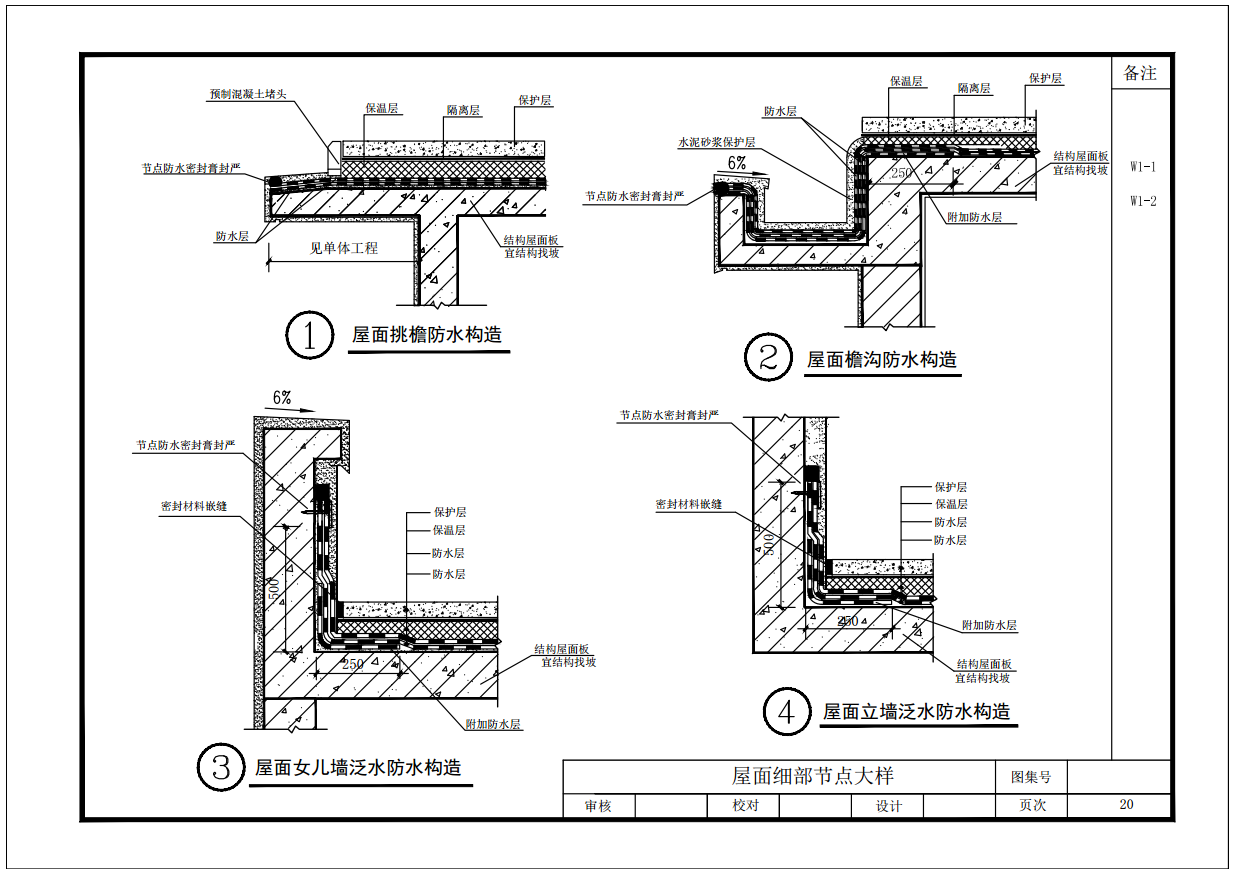 备注
W1-1
W1-2
预制混凝土堵头
保温层
隔离层
保护层
节点防水密封膏封严
防水层
见单体工程
结构屋面板
宜结构找坡
1
屋面挑檐防水构造
保温层
隔离层
保护层
防水层
水泥砂浆保护层
6%
节点防水密封膏封严
250
结构屋面板
宜结构找坡
附加防水层
2
屋面檐沟防水构造
6%
节点防水密封膏封严
密封材料嵌缝
保护层
保温层
防水层
防水层
500
250
结构屋面板
宜结构找坡
附加防水层
3
屋面女儿墙泛水防水构造
节点防水密封膏封严
密封材料嵌缝
保护层
保温层
防水层
防水层
500
250
附加防水层
结构屋面板
宜结构找坡
4
屋面立墙泛水防水构造
屋面细部节点大样
图集号
审核
校对
设计
页次
20